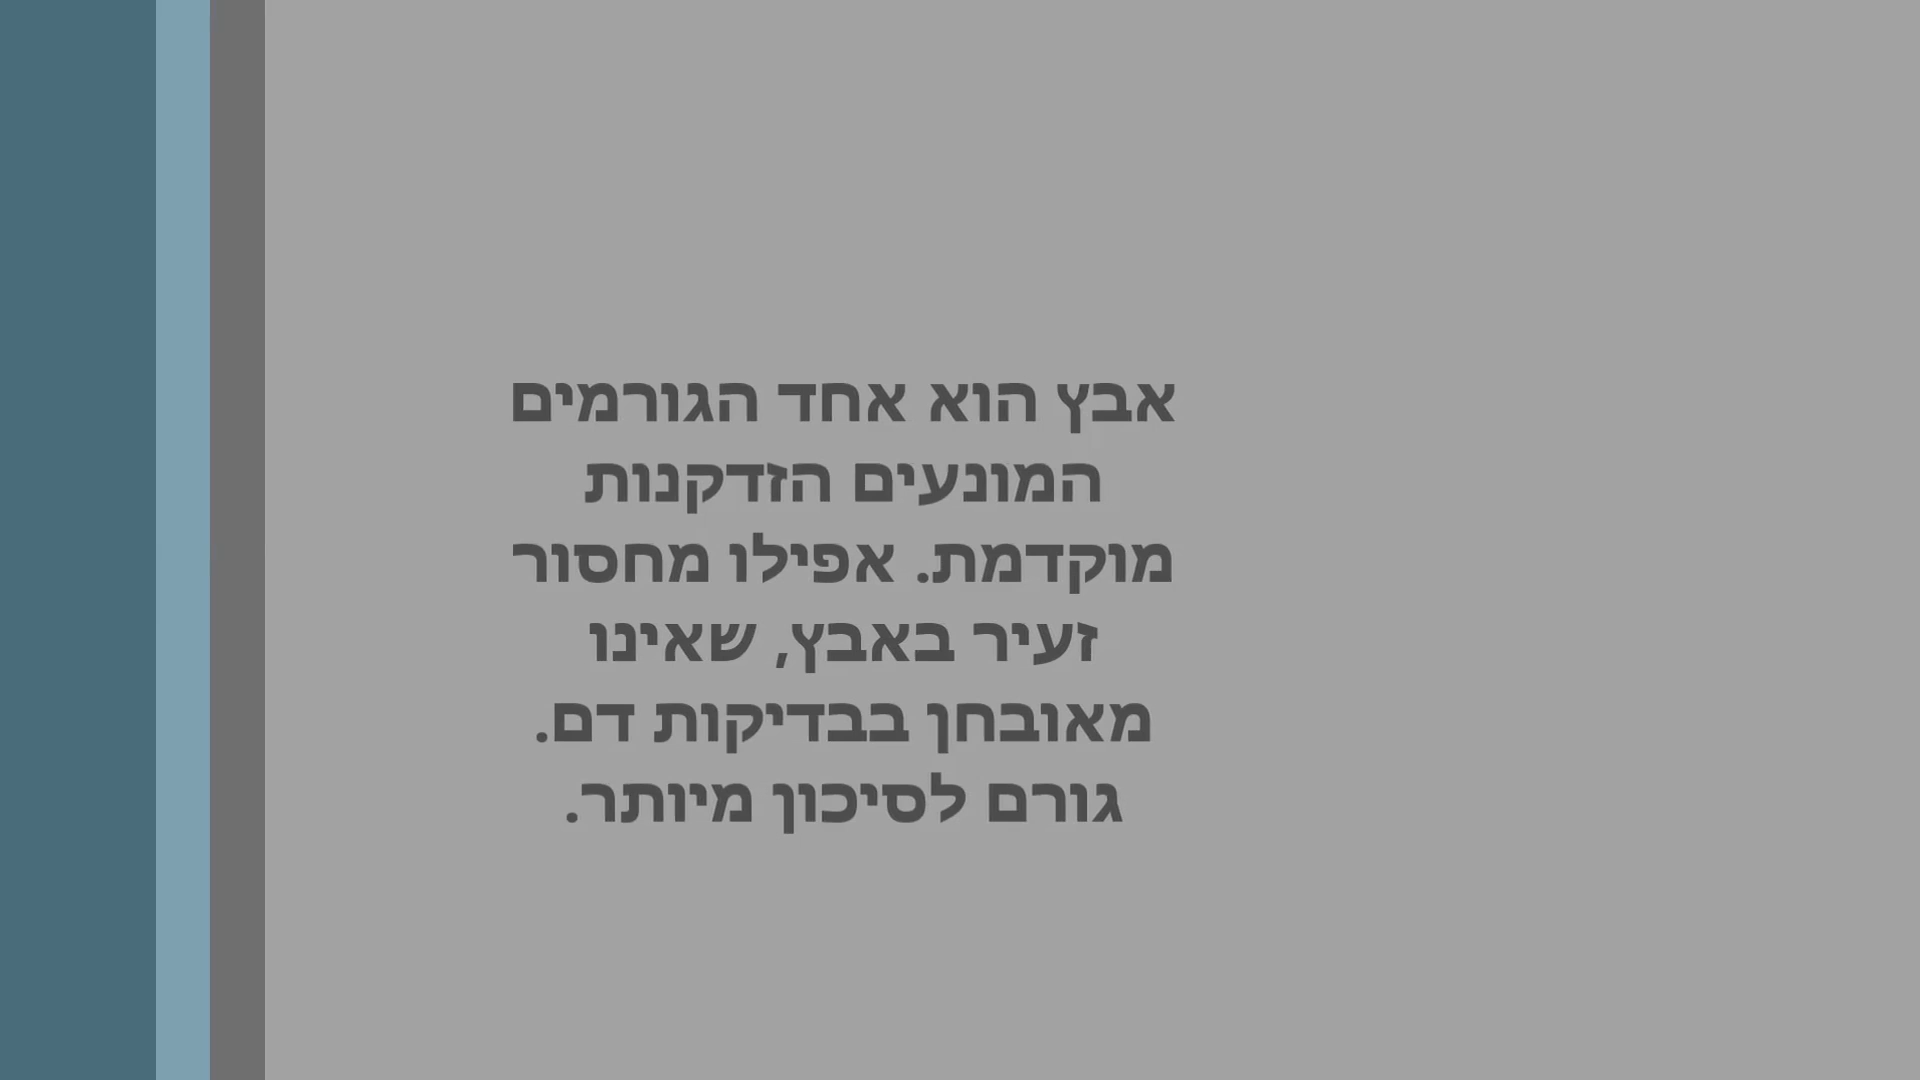 אבץ הוא אחד הגורמים
המונעים הזדקנות
מוקדמת. אפילו מחסור
זעיר באבץ, שאינו
מאובחן בבדיקות דם.
גורם לסיכון מיותר.